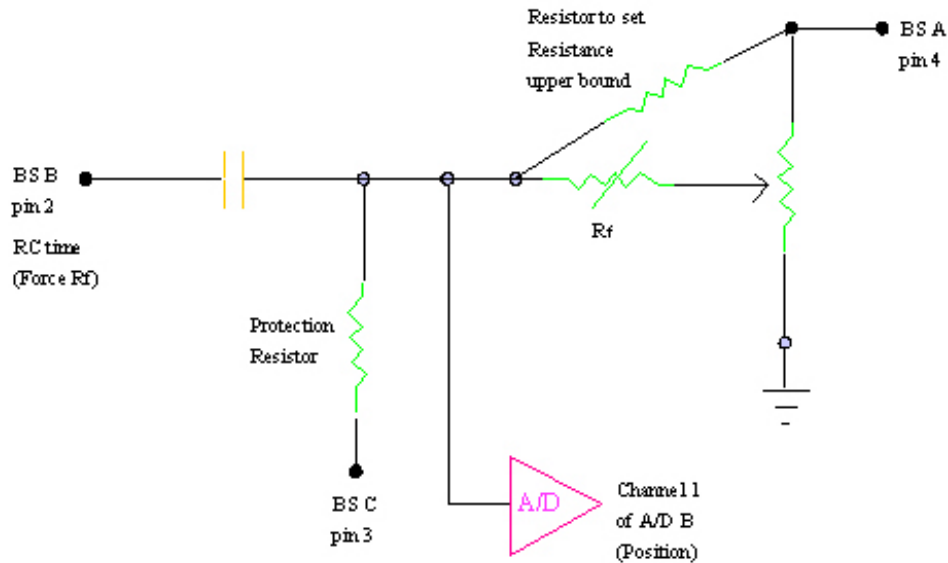 Resistor to set
Resistance
upper bound
BS A
pin 4
BS B
pin 2
RC time
(Force Rf)
Rf
Protection
Resistor
BS C
pin 3
A/D
Channel 1
of A/D B
(Position)